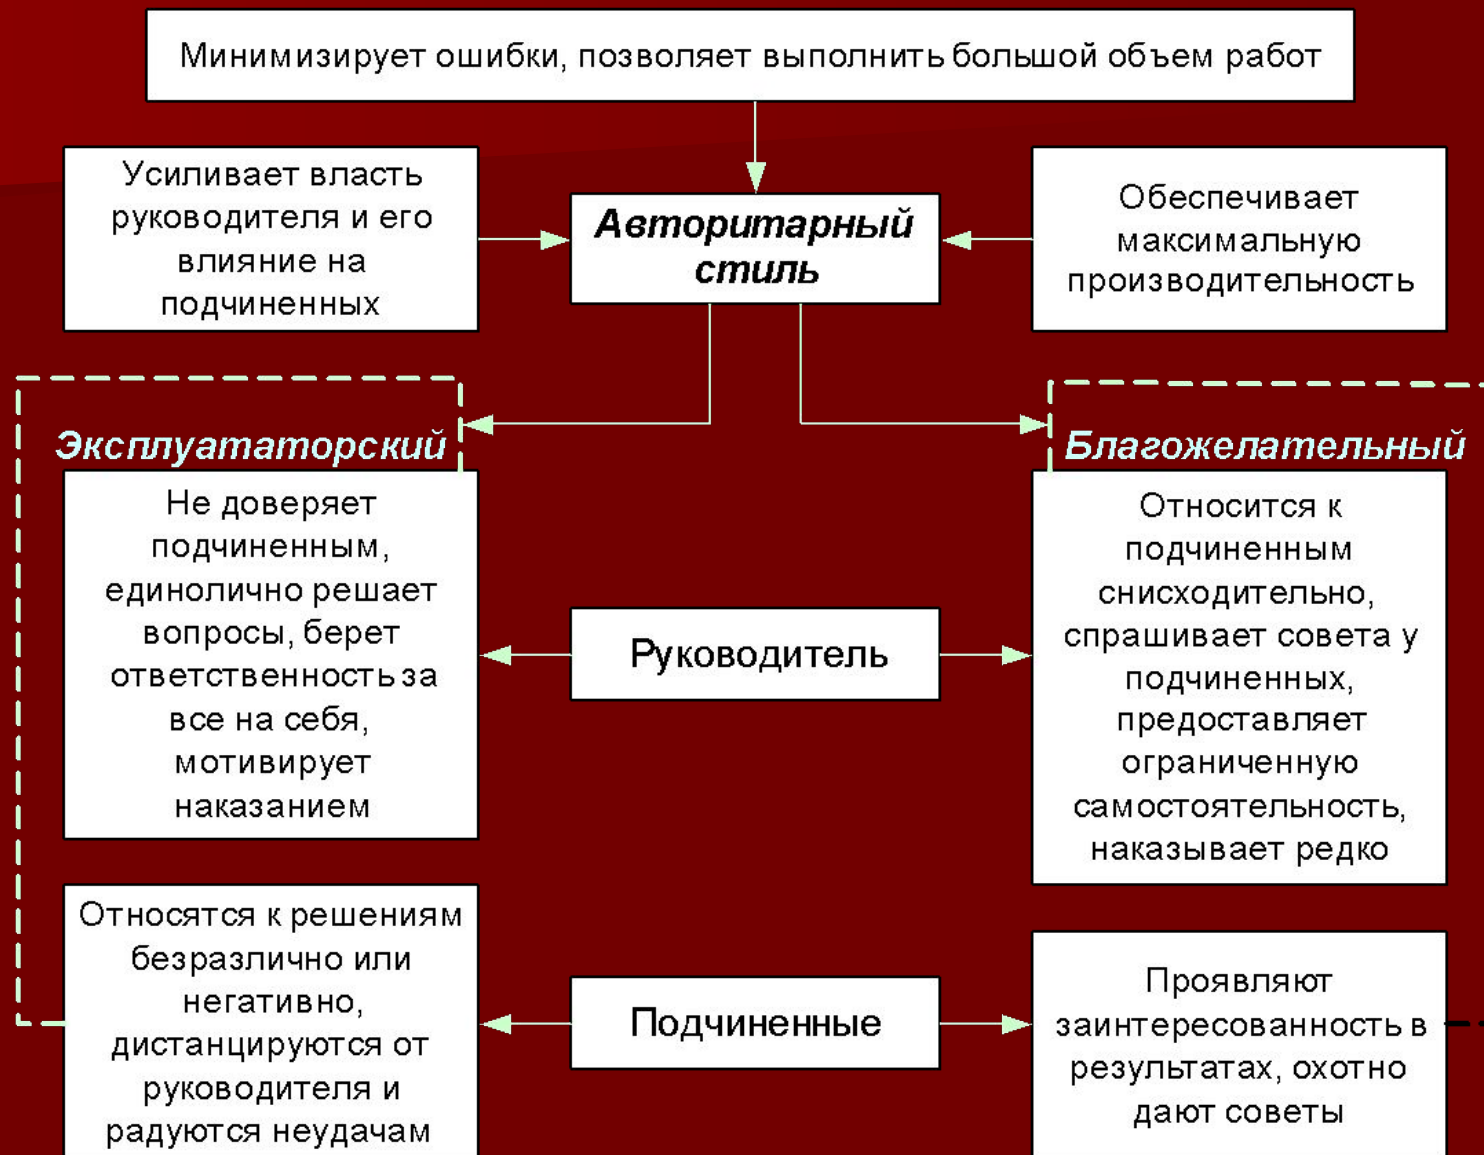 Минимизирует ошибки, позволяет выполнить большой объем работ
Усиливает власть
руководителя и его
влияние на
подчиненных
Авторитарный
стиль
Обеспечивает
максимальную
производительность
Эксплуататорский
Благожелательный
Не доверяет
подчиненным,
единолично решает
вопросы, берет
ответственность за
все на себя,
мотивирует
наказанием
Руководитель
Относится к
подчиненным
снисходительно,
спрашивает совета у
подчиненных,
предоставляет
ограниченную
самостоятельность,
наказывает редко
Относятся к решениям
безразлично или
негативно,
дистанцируются от
руководителя и
радуются неудачам
Подчиненные
Проявляют
заинтересованность в
результатах, охотно
дают советы